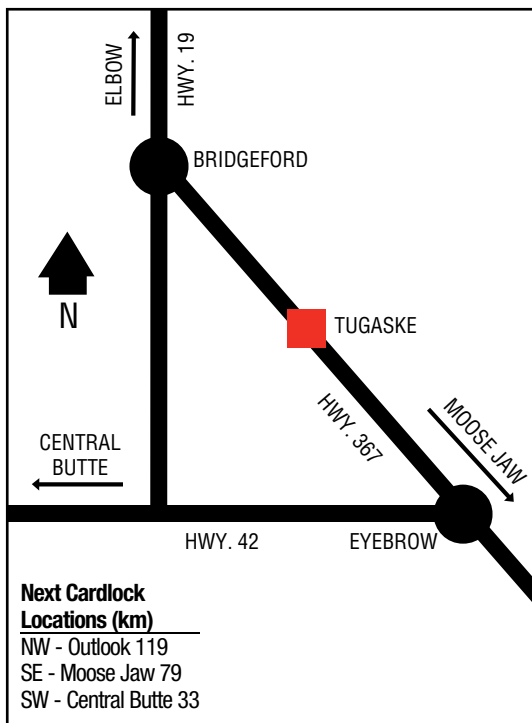 ELBOW
HWY. 19
BRIDGEFORD
N
TUGASKE
HWY. 367
MOOSE JAW
CENTRAL
BUTTE
HWY. 42
EYEBROW
Next Cardlock
Locations (km)
NW - Outlook 119
SE - Moose Jaw 79
SW - Central Butte 33